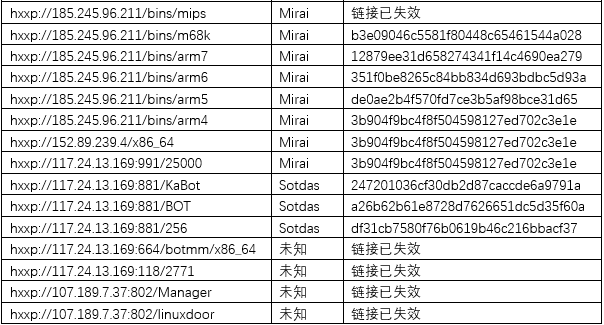 hxxp://185.245.96.211/bins/mips Mirai 链接已失效
hxxp://185.245.96.211/bins/m68k Mirai b3e09046c5581f80448c65461544a028
hxxp://185.245.96.211/bins/arm7 Mirai 12879ee31d658274341f14c4690ea279
hxxp://185.245.96.211/bins/arm6 Mirai 351f0be8265c84bb834d693bdbc5d93a
hxxp://185.245.96.211/bins/arm5 Mirai de0ae2b4f570fd7ce3b5af98bce31d65
hxxp://185.245.96.211/bins/arm4 Mirai 3b904f9bc4f8f504598127ed702c3e1e
hxxp://152.89.239.4/x86_64 Mirai 3b904f9bc4f8f504598127ed702c3e1e
hxxp://117.24.13.169:991/25000 Mirai 3b904f9bc4f8f504598127ed702c3e1e
hxxp://117.24.13.169:881/KaBot Sotdas 247201036cf30db2d87caccde6a9791a
hxxp://117.24.13.169:881/BOT Sotdas a26b62b61e8728d7626651dc5d35f60a
hxxp://117.24.13.169:881/256 Sotdas df31cb7580f76b0619b46c216bbacf37
hxxp://117.24.13.169:664/botmm/x86_64 未知 链接已失效
hxxp://117.24.13.169:118/2771 未知 链接已失效
hxxp://107.189.7.37:802/Manager 未知 链接已失效
hxxp://107.189.7.37:802/linuxdoor 未知 链接已失效